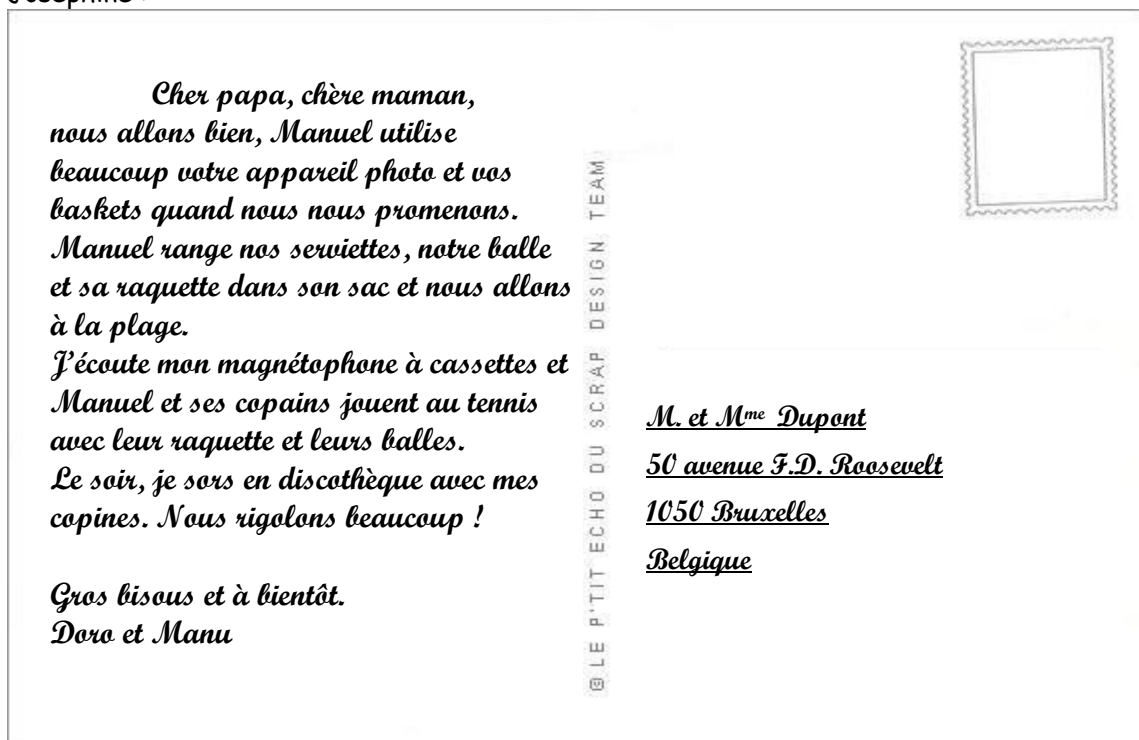 Cher papa, chère maman,
nous allons bien, Manuel utilise
beaucoup votre appareil photo et vos
baskets quand nous nous promenons.
Manuel range nos serviettes, notre balle
et sa raquette dans son sac et nous allons
à la plage.
J'écoute mon magnétophone à cassettes et
Manuel et ses copains jouent au tennis
avec leur raquette et leurs balles.
Le soir, je sors en discothèque avec mes
copines. Nous rigolons beaucoup !
Gros bisous et à bientôt.
Doro et Manu
© LE P'TIT ECHO DU SCRAP DESIGN TEAM
M. et Mme Dupont
50 avenue F.D. Roosevelt
1050 Bruxelles
Belgique